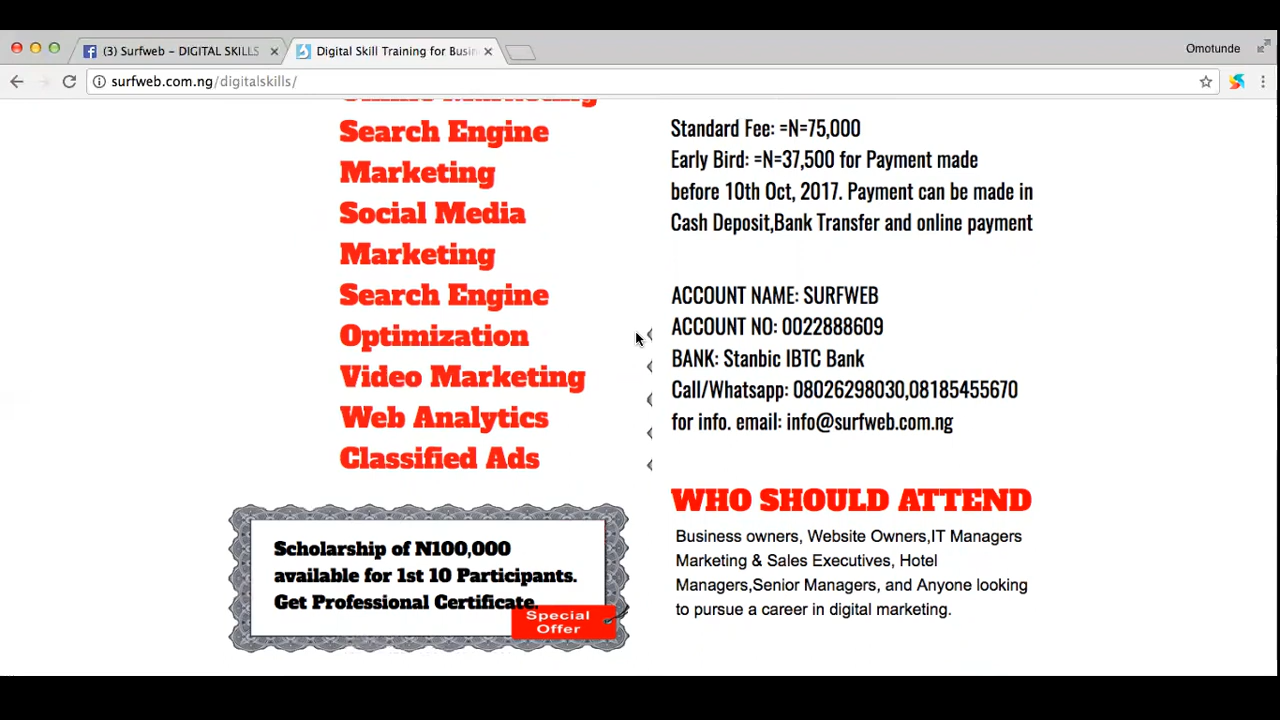 (3) Surfweb – DIGITAL SKILLS
Digital Skill Training for Busin
Omotunde
surfweb.com.ng/digitalskills/
Online Marketing
Search Engine
Marketing
Social Media
Marketing
Search Engine
Optimization
Video Marketing
Web Analytics
Classified Ads
Scholarship of N100,000
available for 1st 10 Participants.
Get Professional Certificate.
Special
Offer
Standard Fee: =N=75,000
Early Bird: =N=37,500 for Payment made
before 10th Oct, 2017. Payment can be made in
Cash Deposit,Bank Transfer and online payment
ACCOUNT NAME: SURFWEB
ACCOUNT NO: 0022888609
BANK: Stanbic IBTC Bank
Call/Whatsapp: 08026298030,08185455670
for info. email: info@surfweb.com.ng
WHO SHOULD ATTEND
Business owners, Website Owners,IT Managers
Marketing & Sales Executives, Hotel
Managers,Senior Managers, and Anyone looking
to pursue a career in digital marketing.